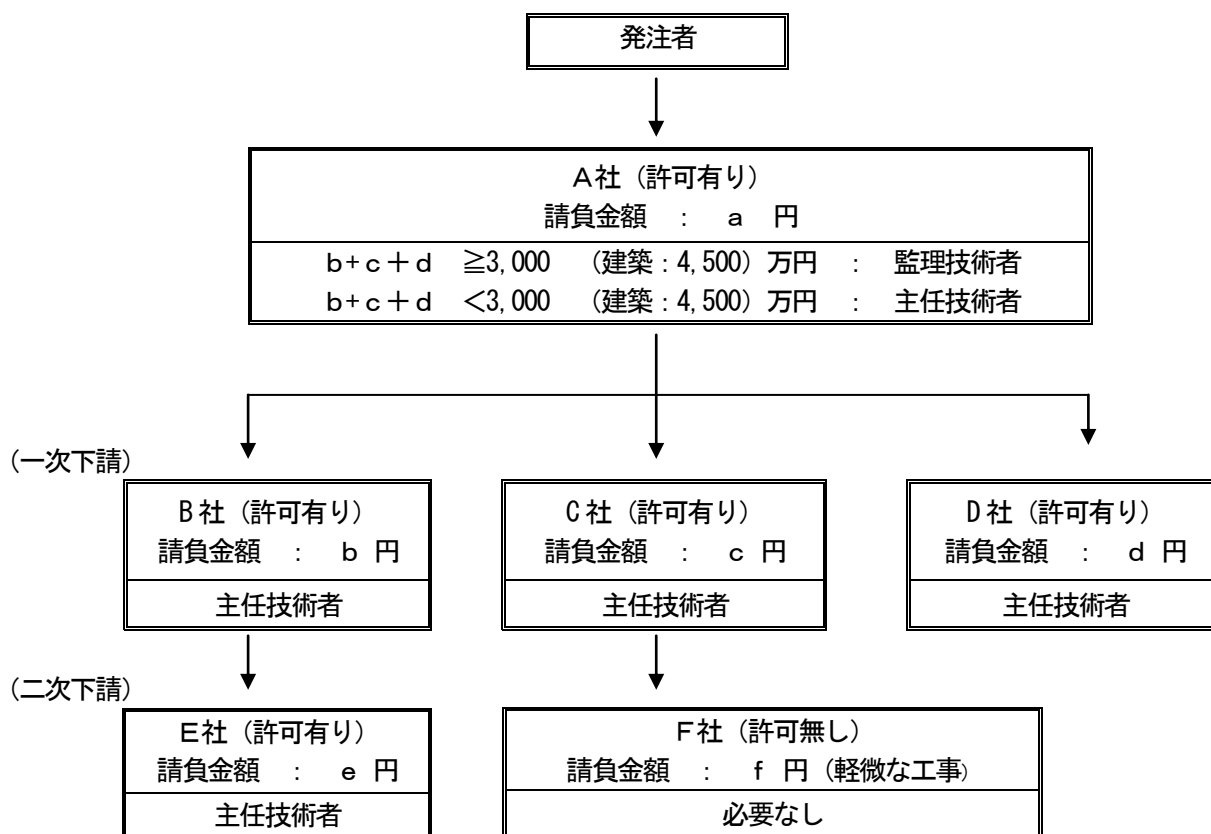 発注者
A社（許可有り）
請負金額　：　a　円
b+c＋d　≧3,000　（建築：4,500）万円　：　監理技術者
b+c＋d　＜3,000　（建築：4,500）万円　：　主任技術者
（一次下請）
B社（許可有り）
請負金額　：　b　円
主任技術者
C社（許可有り）
請負金額　：　c　円
主任技術者
D社（許可有り）
請負金額　：　d　円
主任技術者
（二次下請）
E社（許可有り）
請負金額　：　e　円
主任技術者
F社（許可無し）
請負金額　：　f　円（軽微な工事）
必要なし